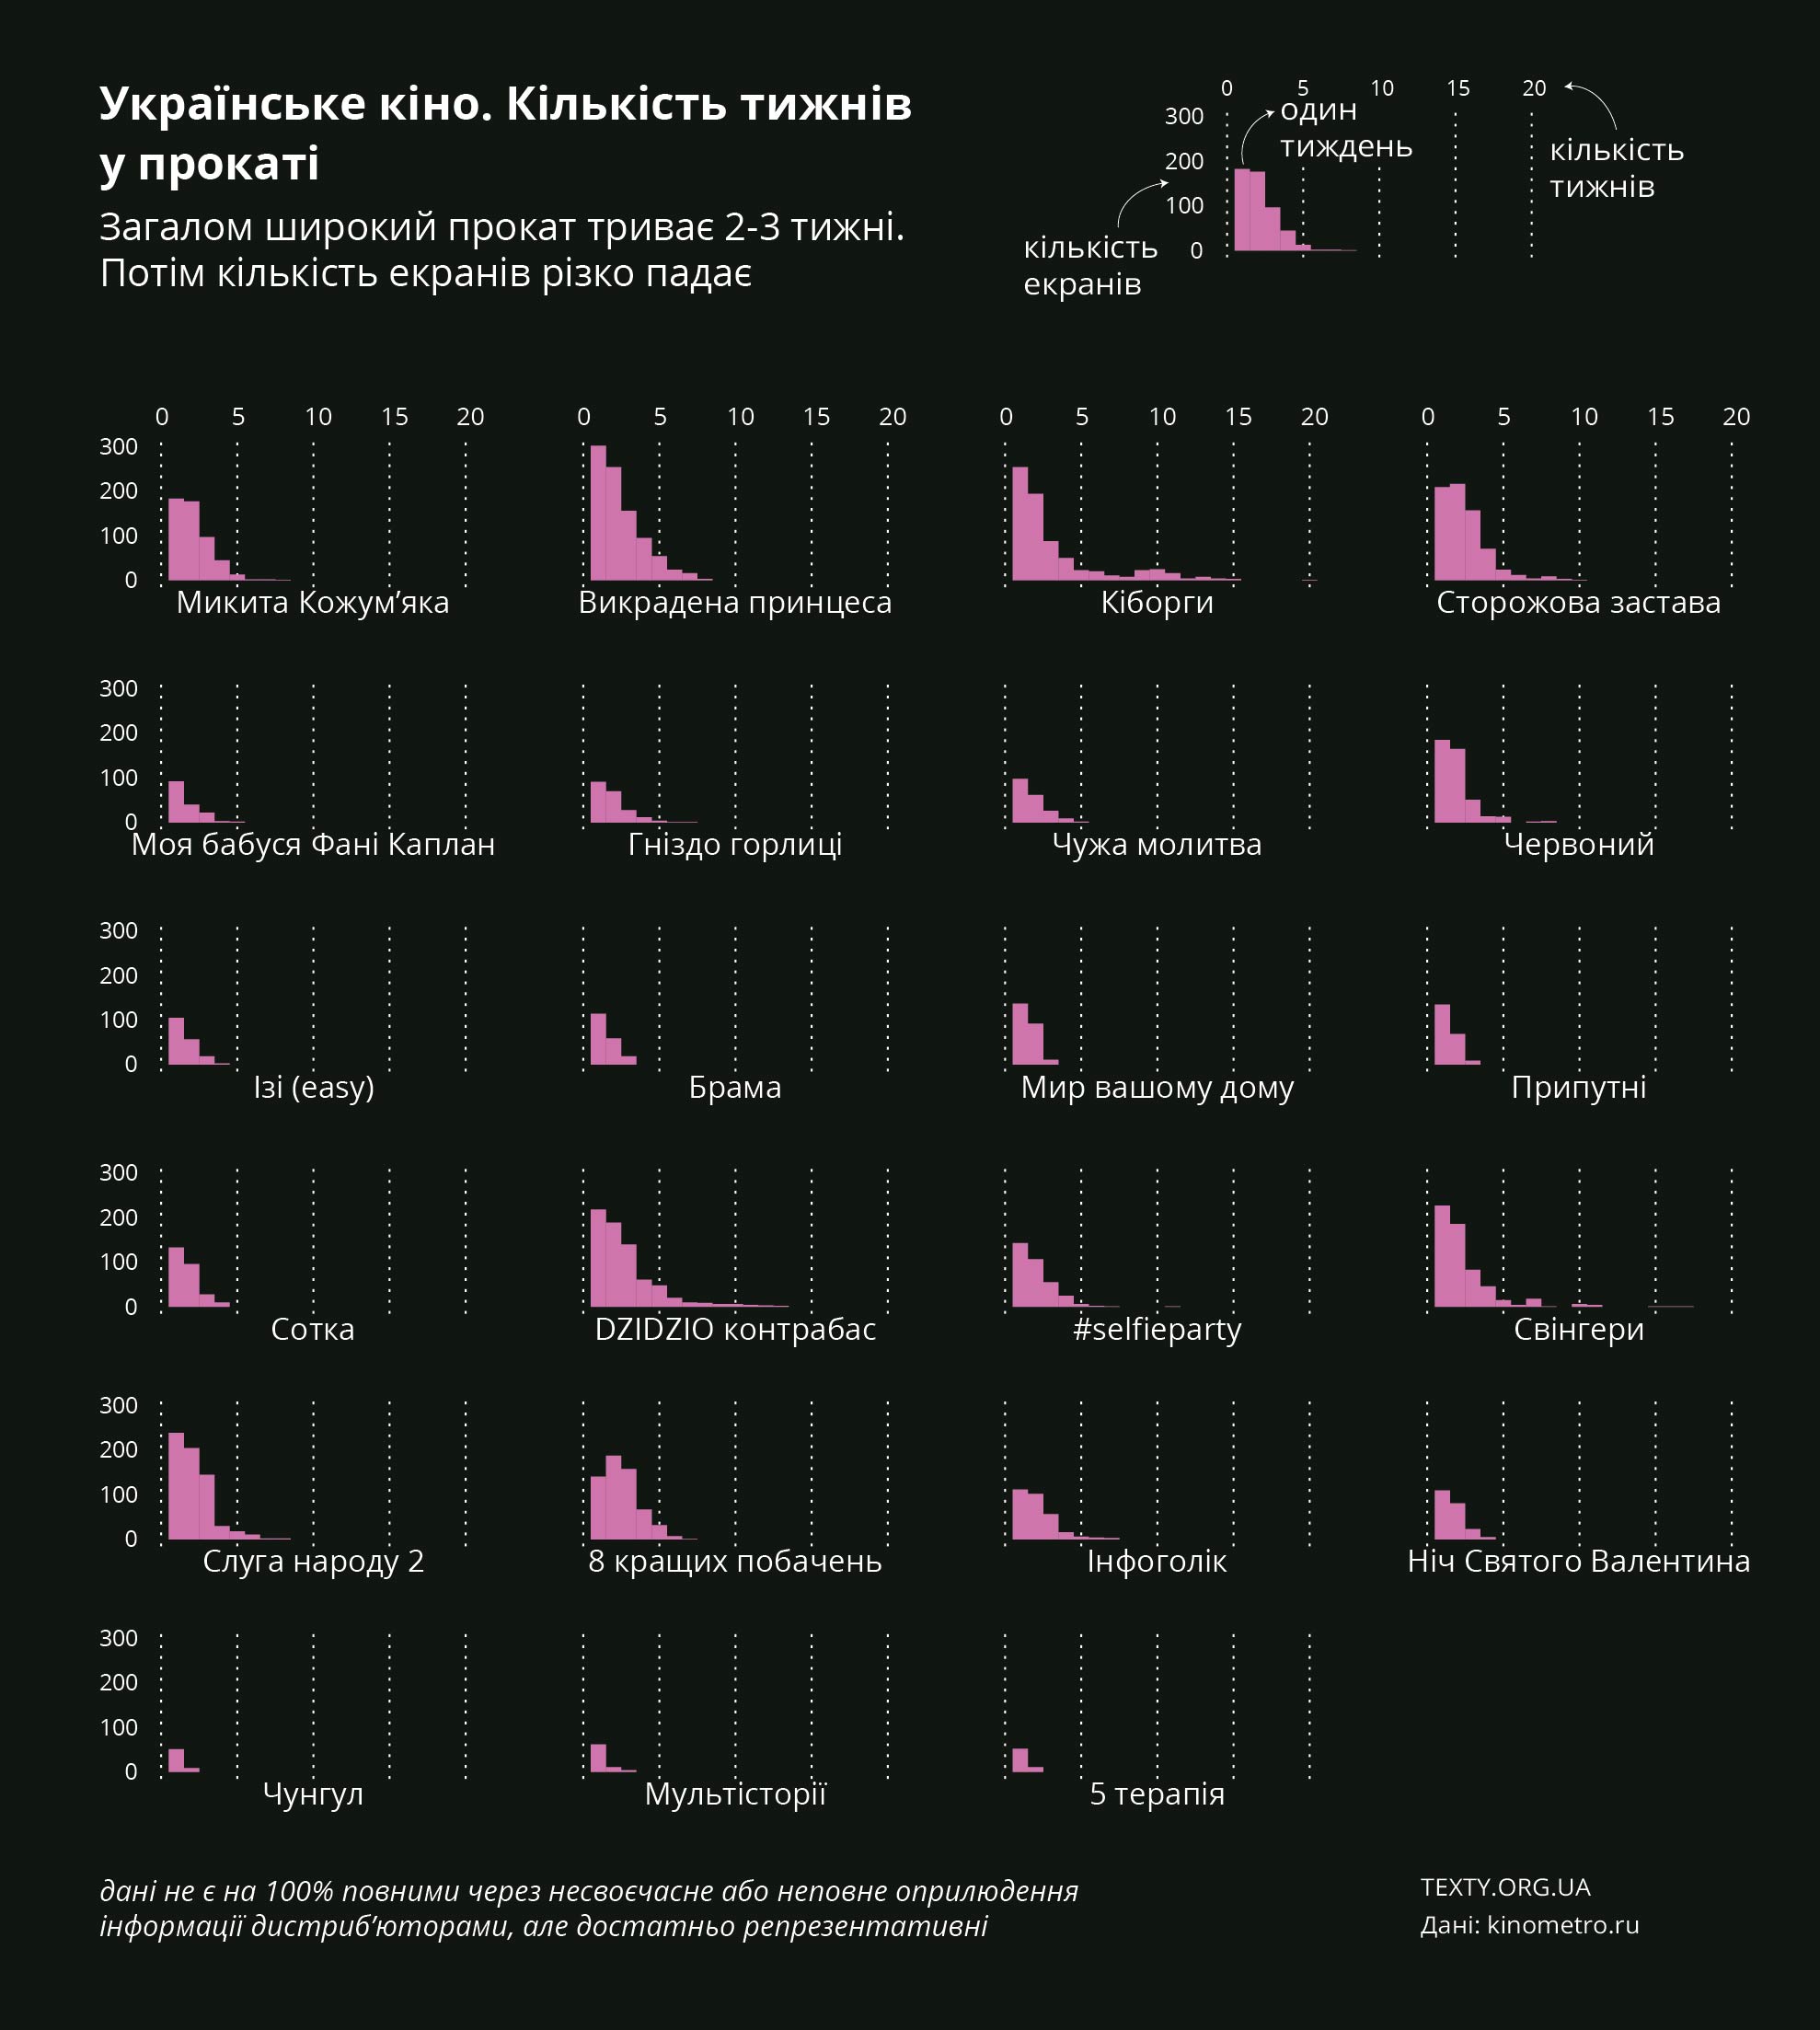 Українське кіно. Кількість тижнів
у прокаті
Загалом широкий прокат триває 2-3 тижні.
Потім кількість екранів різко падає
0 5 10 15 20
300
200
100
0
один
тиждень
кількість
тижнів
кількість
екранів
0 5 10 15 20 0 5 10 15 20 0 5 10 15 20 0 5 10 15 20
300
200
100
0
Микита Кожум’яка Викрадена принцеса Кіборги Сторожова застава
300
200
100
0
Моя бабуся Фані Каплан Гніздо горлиці Чужа молитва Червоний
300
200
100
0
Ізі (easy) Брама Мир вашому дому Припутні
300
200
100
0
Сотка DZIDZIO контрабас #selfieparty Свінгери
300
200
100
0
Слуга народу 2 8 кращих побачень Інфоголік Ніч Святого Валентина
300
200
100
0
Чунгул Мультісторії 5 терапія
дані не є на 100% повними через несвоєчасне або неповне оприлюдення
інформації дистриб’юторами, але достатньо репрезентативні
TEXTY.ORG.UA
Дані: kinometro.ru